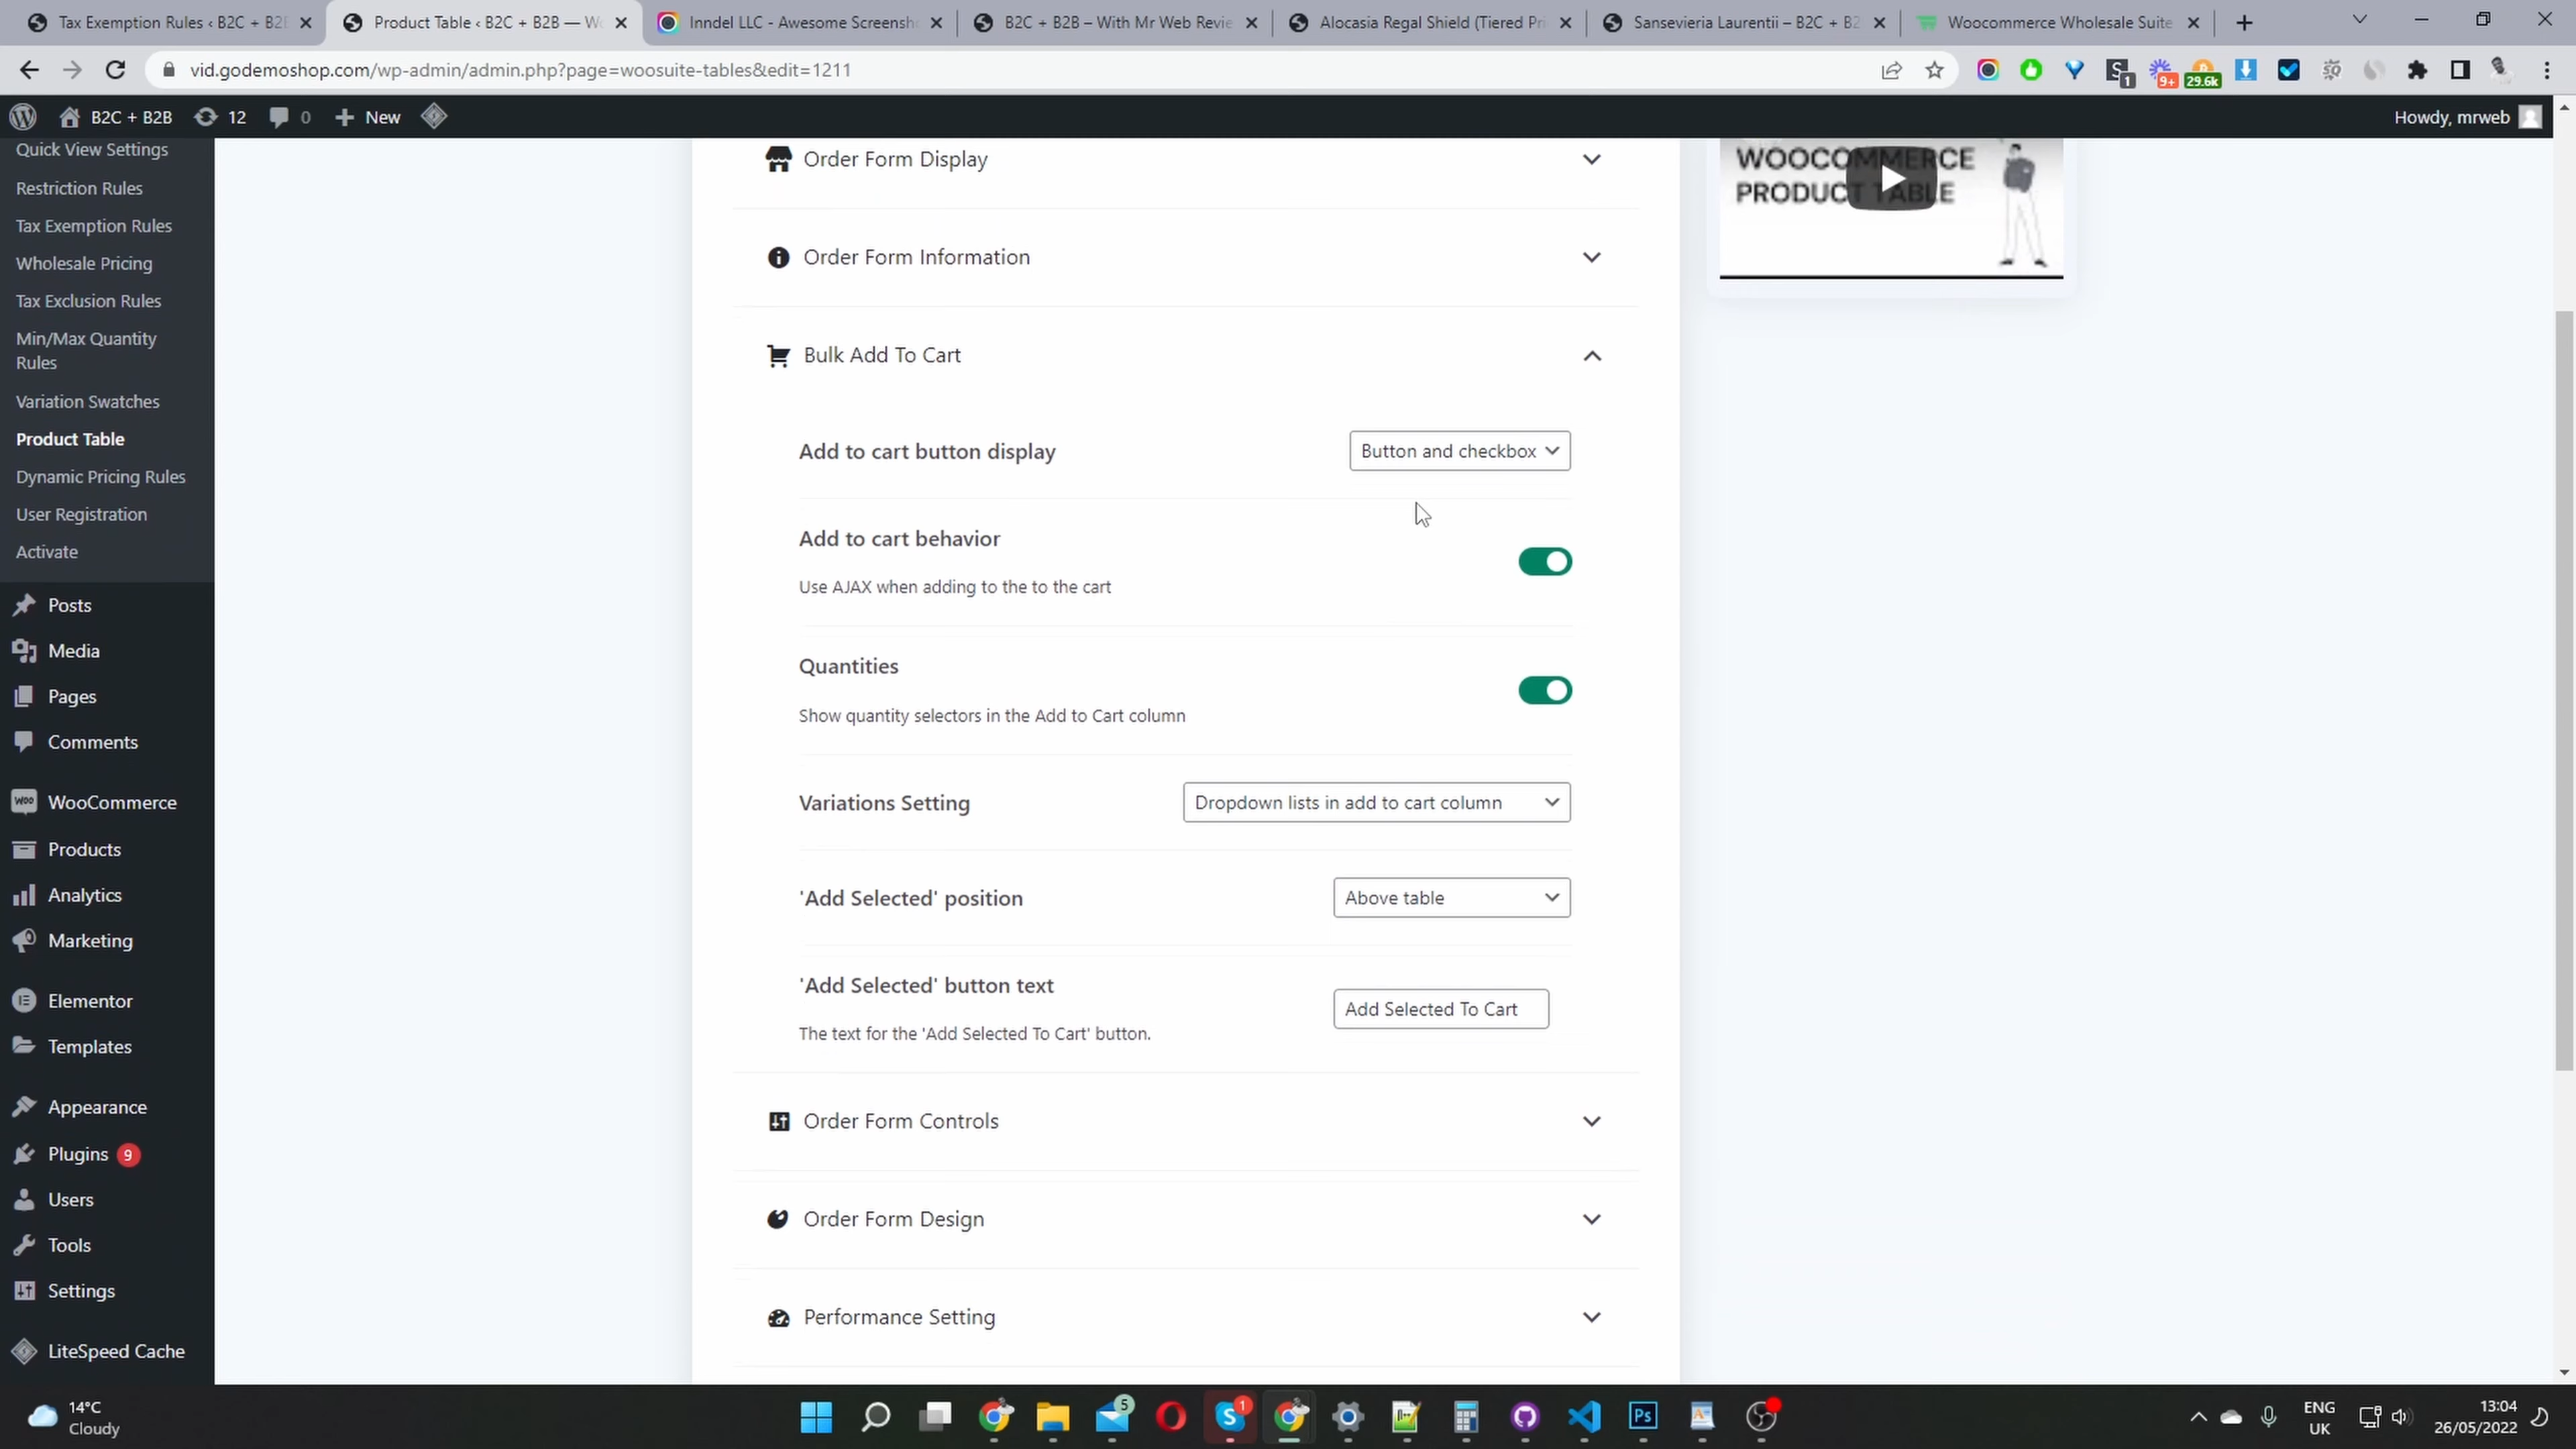 Tax Exemption Rules ‹ B2C + B2B
Product Table ‹ B2C + B2B — Wo
Inndel LLC - Awesome Screensh
B2C + B2B – With Mr Web Revie
Alocasia Regal Shield (Tiered Pri
Sansevieria Laurentii – B2C + B2
Woocommerce Wholesale Suite
vid.godemoshop.com/wp-admin/admin.php?page=woosuite-tables&edit=1211
1
9+
29.6k
B2C + B2B
12
0
New
Howdy, mrweb
Quick View Settings
Restriction Rules
Tax Exemption Rules
Wholesale Pricing
Tax Exclusion Rules
Min/Max Quantity
Rules
Variation Swatches
Product Table
Dynamic Pricing Rules
User Registration
Activate
Posts
Media
Pages
Comments
WooCommerce
Products
Analytics
Marketing
Elementor
Templates
Appearance
Plugins 9
Users
Tools
Settings
LiteSpeed Cache
Order Form Display
Order Form Information
Bulk Add To Cart
Add to cart button display
Button and checkbox
Add to cart behavior
Use AJAX when adding to the to the cart
Quantities
Show quantity selectors in the Add to Cart column
Variations Setting
Dropdown lists in add to cart column
'Add Selected' position
Above table
'Add Selected' button text
Add Selected To Cart
The text for the 'Add Selected To Cart' button.
Order Form Controls
Order Form Design
Performance Setting
WOOCOMMERCE
PRODUCT TABLE
14°C
Cloudy
5
1
Ps
ENG
UK
13:04
26/05/2022